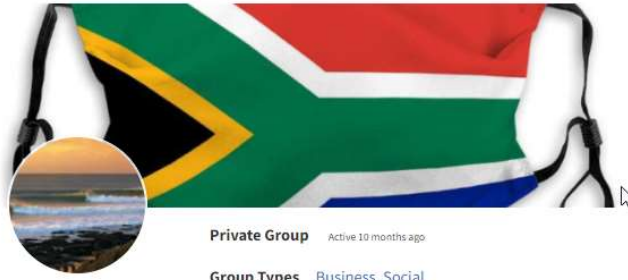 Private Group Active 10 months ago
Group Types Business, Social